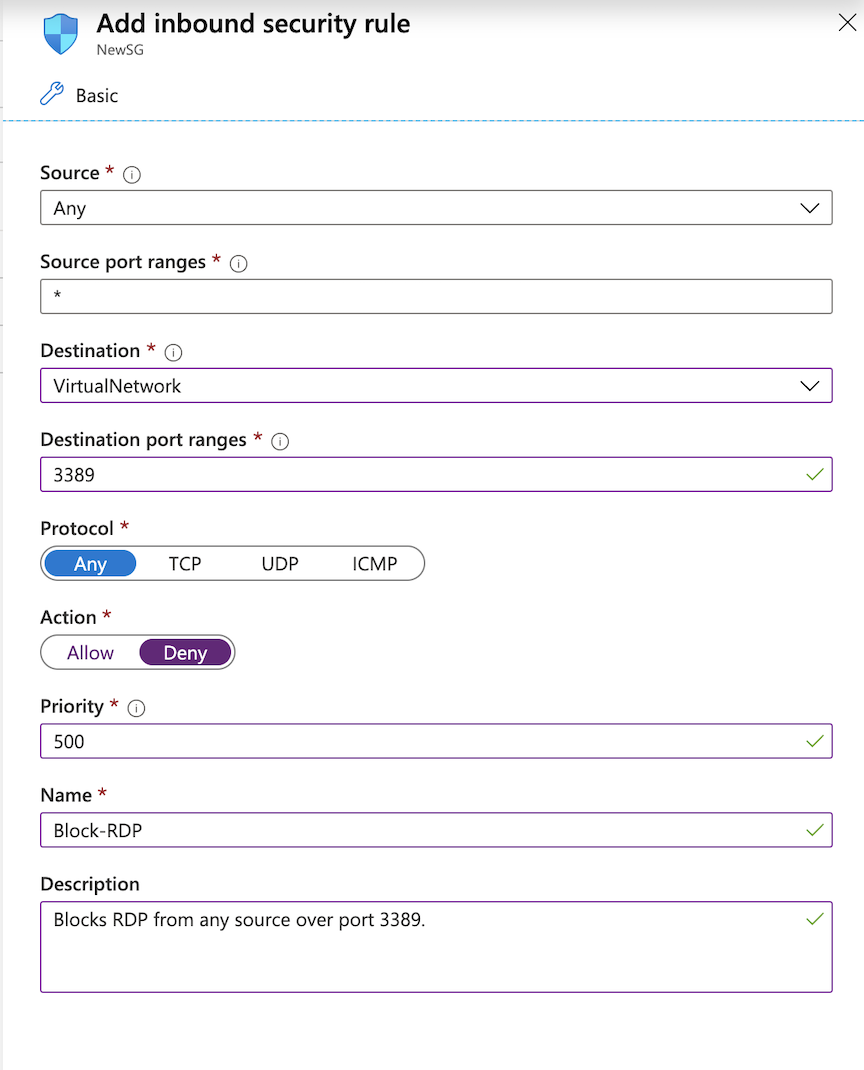 Add inbound security rule
NewSG
Basic
Source *
Any
Source port ranges *
*
Destination *
VirtualNetwork
Destination port ranges *
3389
Protocol *
Any TCP UDP ICMP
Action *
Allow Deny
Priority *
500
Name *
Block-RDP
Description
Blocks RDP from any source over port 3389.